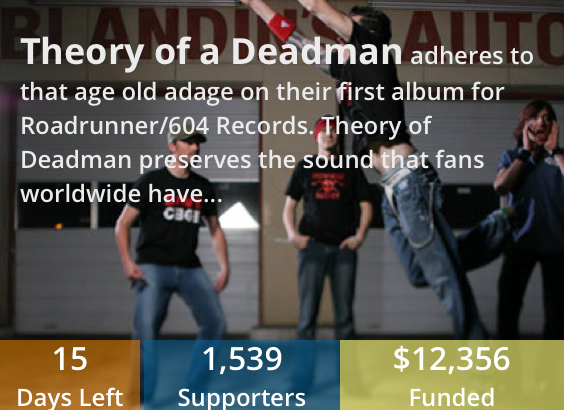 BLANDIN'S AUTO
Theory of a Deadman adheres to
that age old adage on their first album for
Roadrunner/604 Records. Theory of
Deadman preserves the sound that fans
worldwide have...
CBGB
15
1,539
$12,356
Days Left
Supporters
Funded